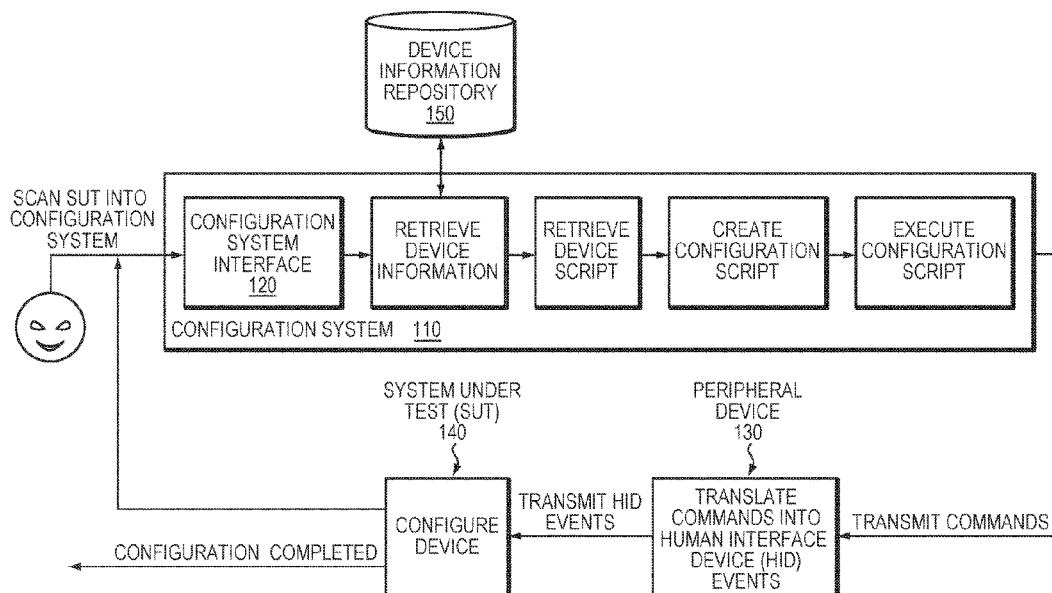 DEVICE
INFORMATION
REPOSITORY
150
SCAN SUT INTO
CONFIGURATION
SYSTEM
CONFIGURATION
SYSTEM
INTERFACE
120
RETRIEVE
DEVICE
INFORMATION
RETRIEVE
DEVICE
SCRIPT
CREATE
CONFIGURATION
SCRIPT
EXECUTE
CONFIGURATION
SCRIPT
CONFIGURATION SYSTEM 110
SYSTEM UNDER
TEST (SUT)
140
PERIPHERAL
DEVICE
130
CONFIGURE
DEVICE
TRANSMIT HID
EVENTS
TRANSLATE
COMMANDS INTO
HUMAN INTERFACE
DEVICE (HID)
EVENTS
TRANSMIT COMMANDS
CONFIGURATION COMPLETED